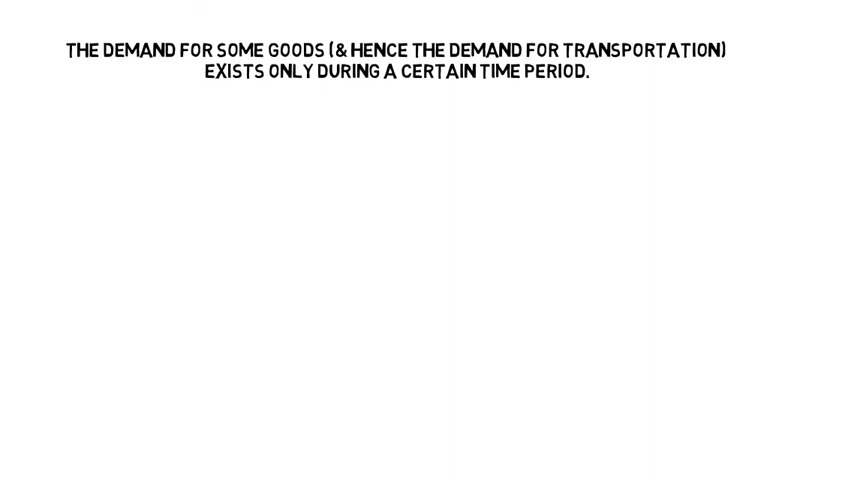 THE DEMAND FOR SOME GOODS (& HENCE THE DEMAND FOR TRANSPORTATION)
EXISTS ONLY DURING A CERTAIN TIME PERIOD.